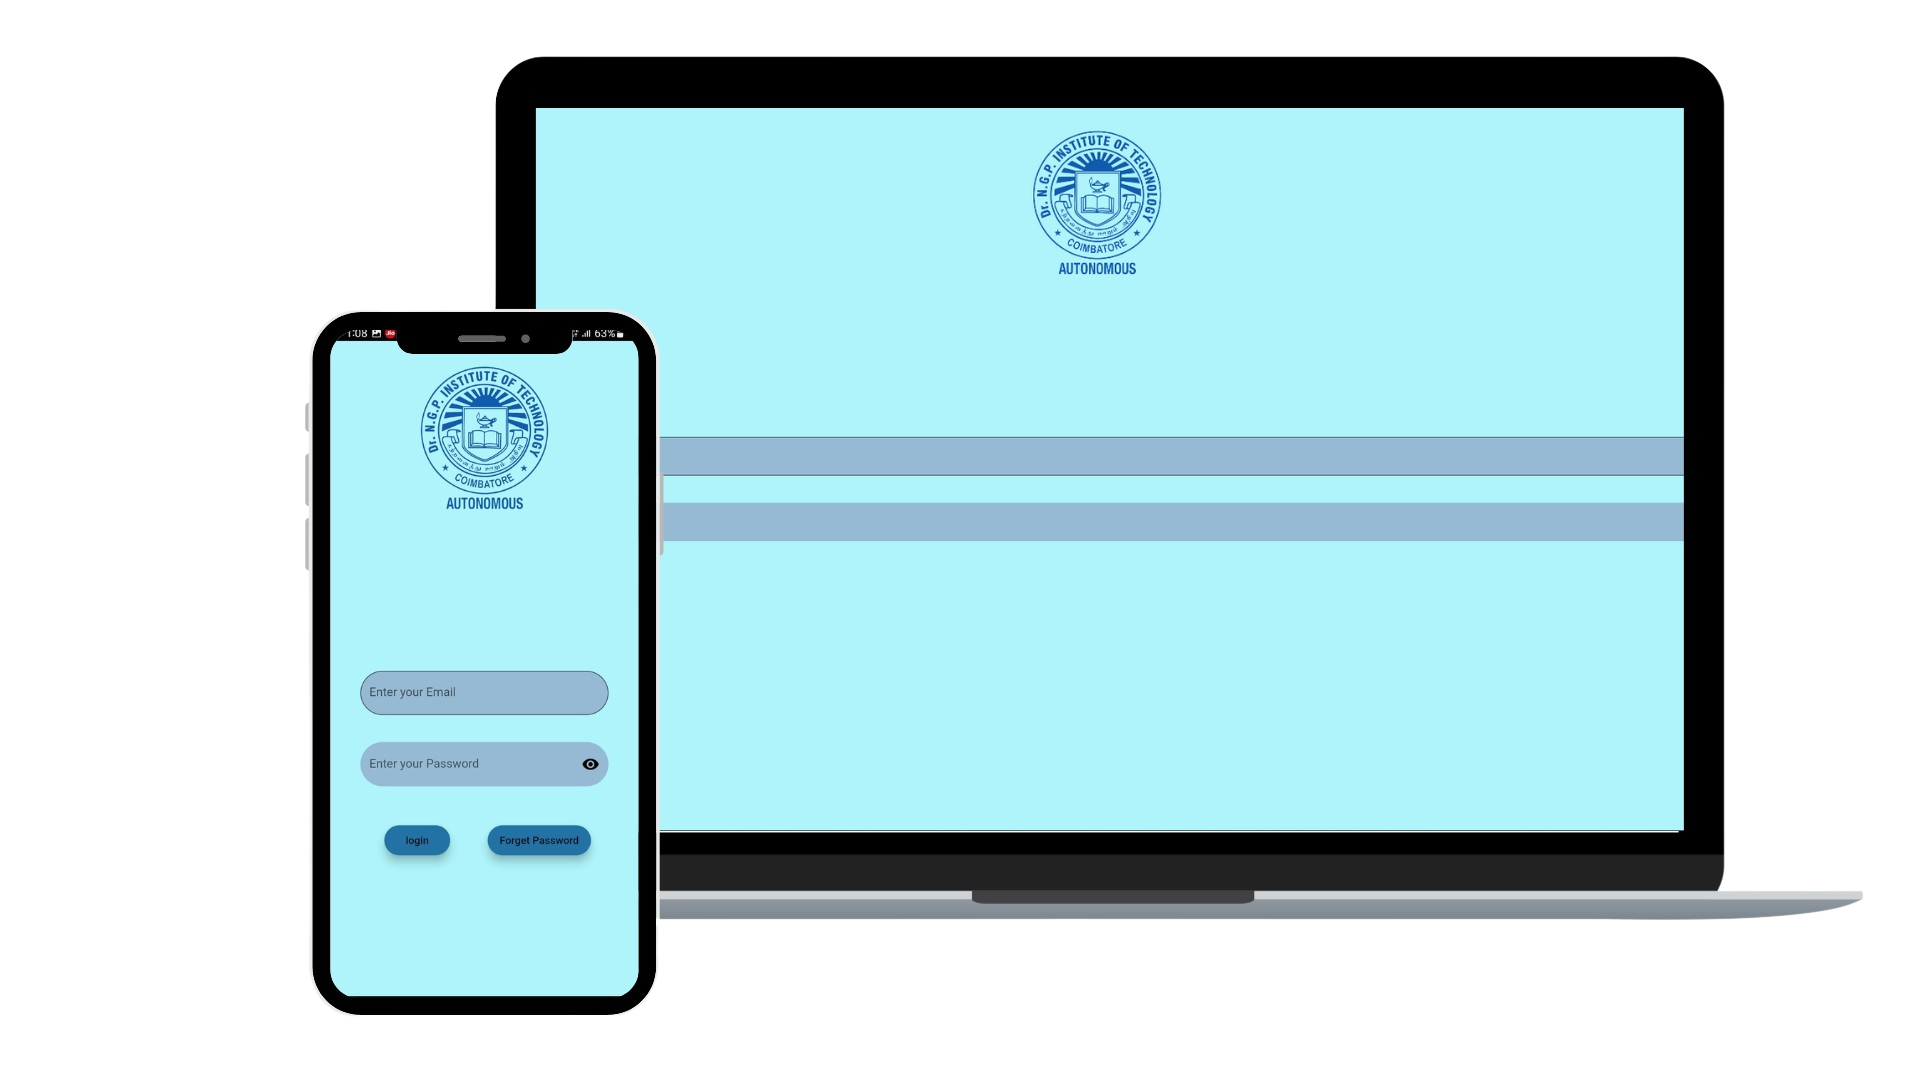 Dr. N.G.P. INSTITUTE OF TECHNOLOGY
COIMBATORE
AUTONOMOUS
1:08
Jio
63%
Dr. N.G.P. INSTITUTE OF TECHNOLOGY
COIMBATORE
AUTONOMOUS
Enter your Email
Enter your Password
login
Forget Password